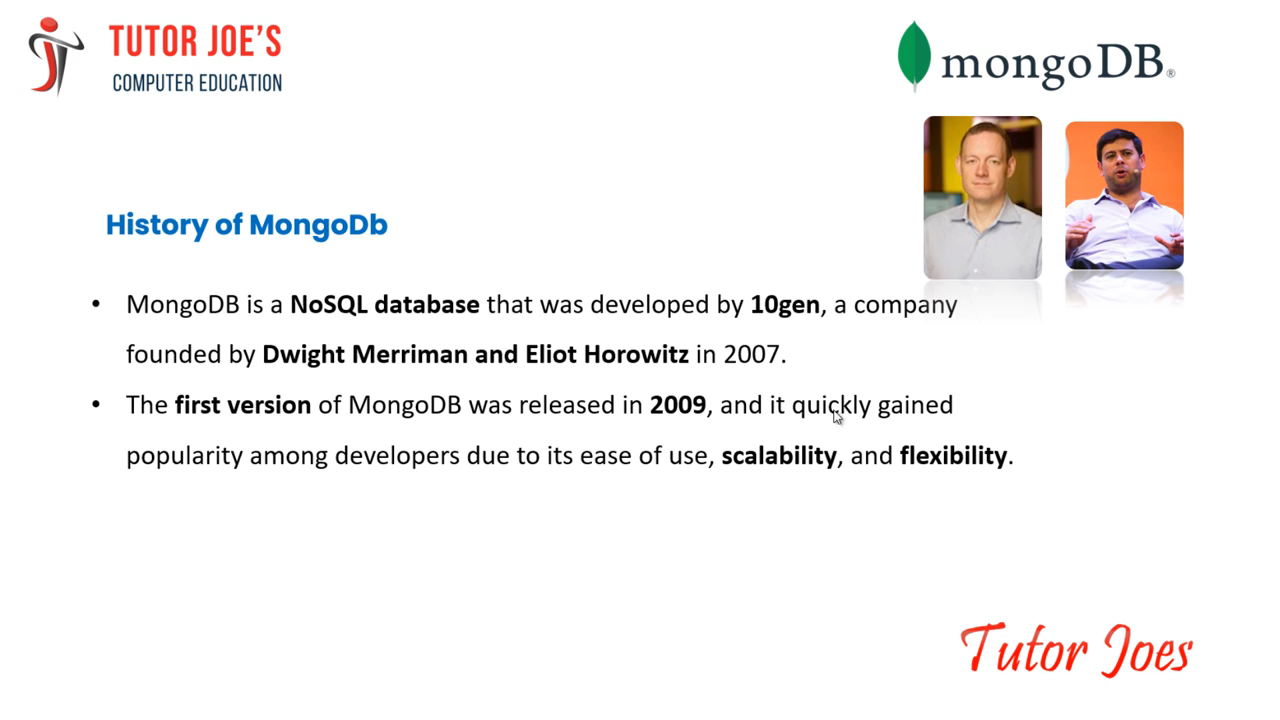 TUTOR JOE'S
COMPUTER EDUCATION
mongoDB®
History of MongoDb
• MongoDB is a NoSQL database that was developed by 10gen, a company
founded by Dwight Merriman and Eliot Horowitz in 2007.
• The first version of MongoDB was released in 2009, and it quickly gained
popularity among developers due to its ease of use, scalability, and flexibility.
Tutor Joes